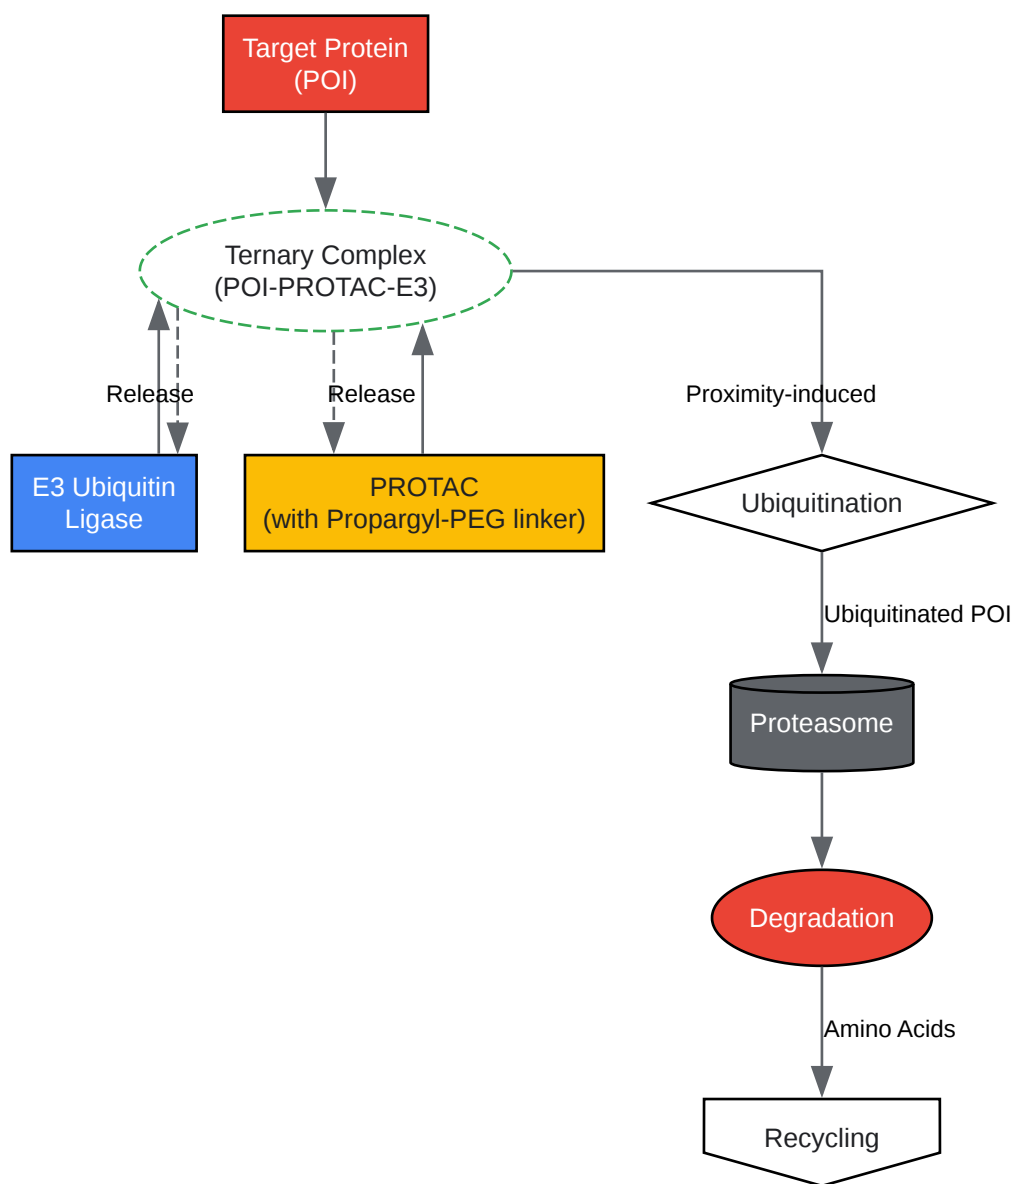 Target Protein
(POI)
Ternary Complex
(POI-PROTAC-E3)
Release
Release
Proximity-induced
E3 Ubiquitin
Ligase
PROTAC
(with Propargyl-PEG linker)
Ubiquitination
Ubiquitinated POI
Proteasome
Degradation
Amino Acids
Recycling